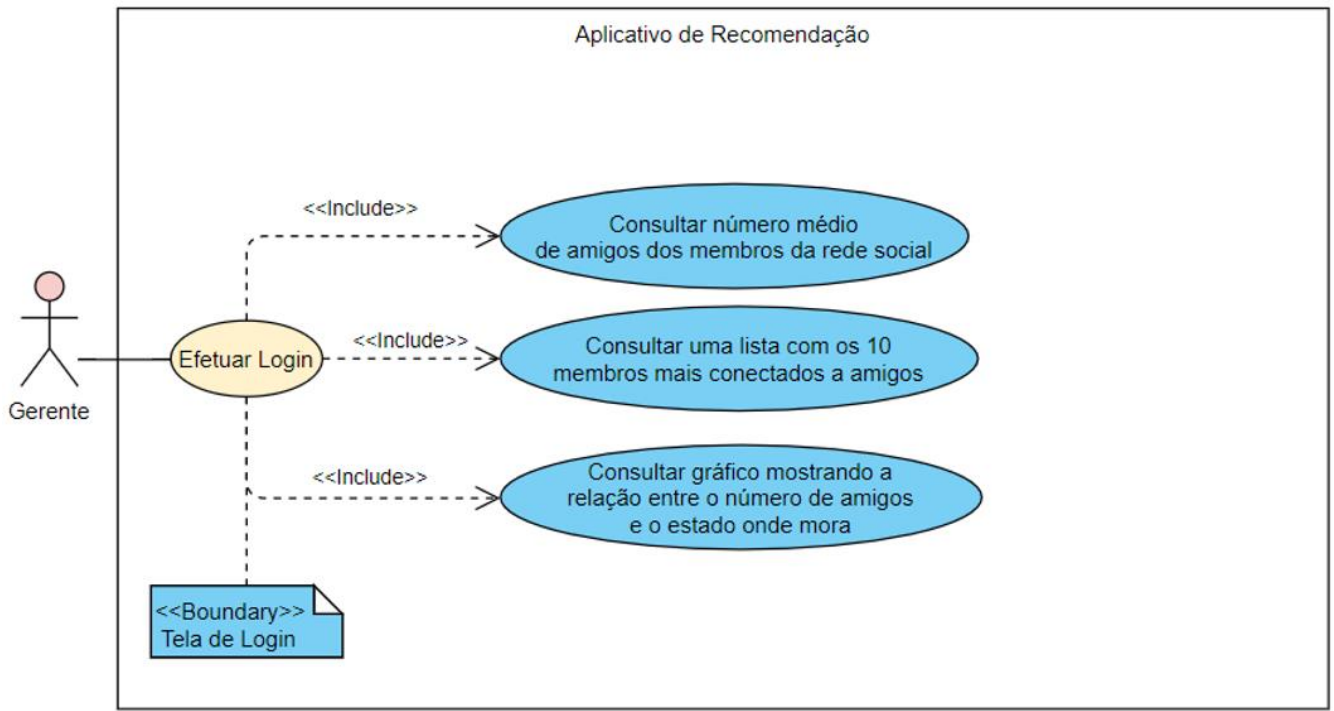 Aplicativo de Recomendação
<<Include>>
Consultar número médio
de amigos dos membros da rede social
<<Include>>
Consultar uma lista com os 10
membros mais conectados a amigos
Efetuar Login
Gerente
<<Include>>
Consultar gráfico mostrando a
relação entre o número de amigos
e o estado onde mora
<<Boundary>>
Tela de Login